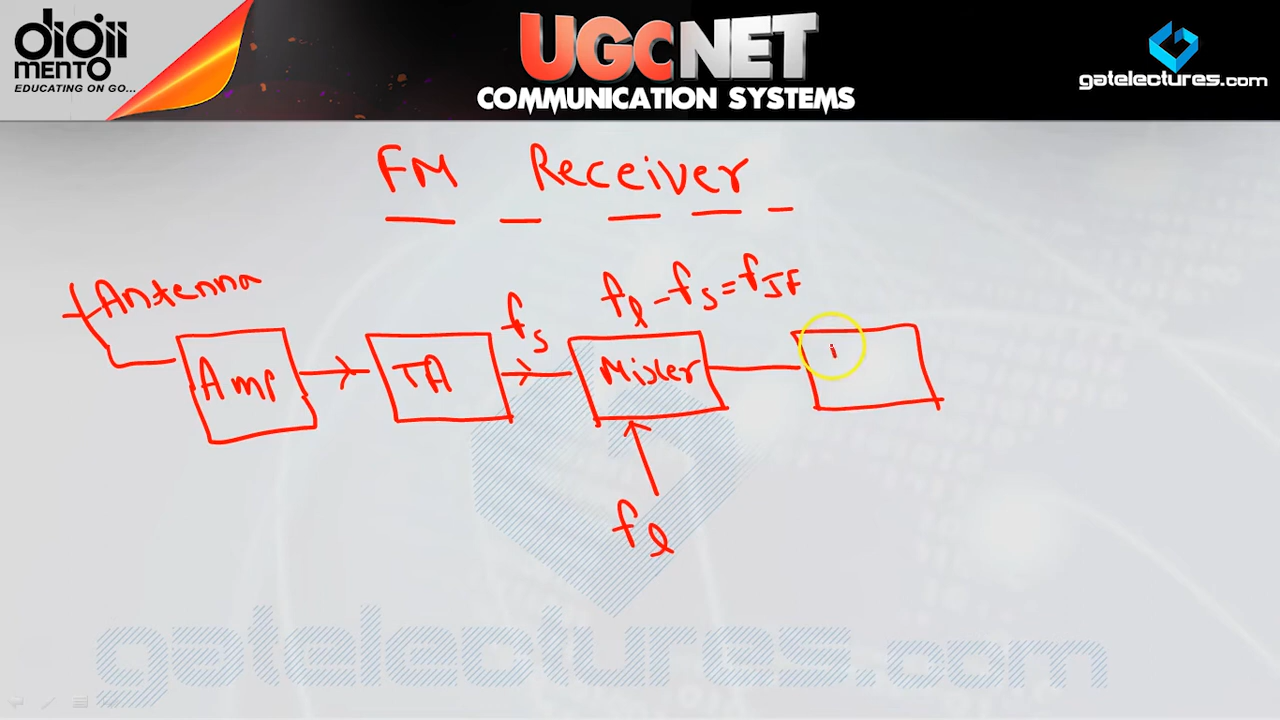 digii
mento
EDUCATING ON GO...
UGCNET
COMMUNICATION SYSTEMS
gatelectures.com
FM Receiver
Antenna
fl - fs = fIF
fs
Amp
TA
Mixer
i
fl
gatelectures.com